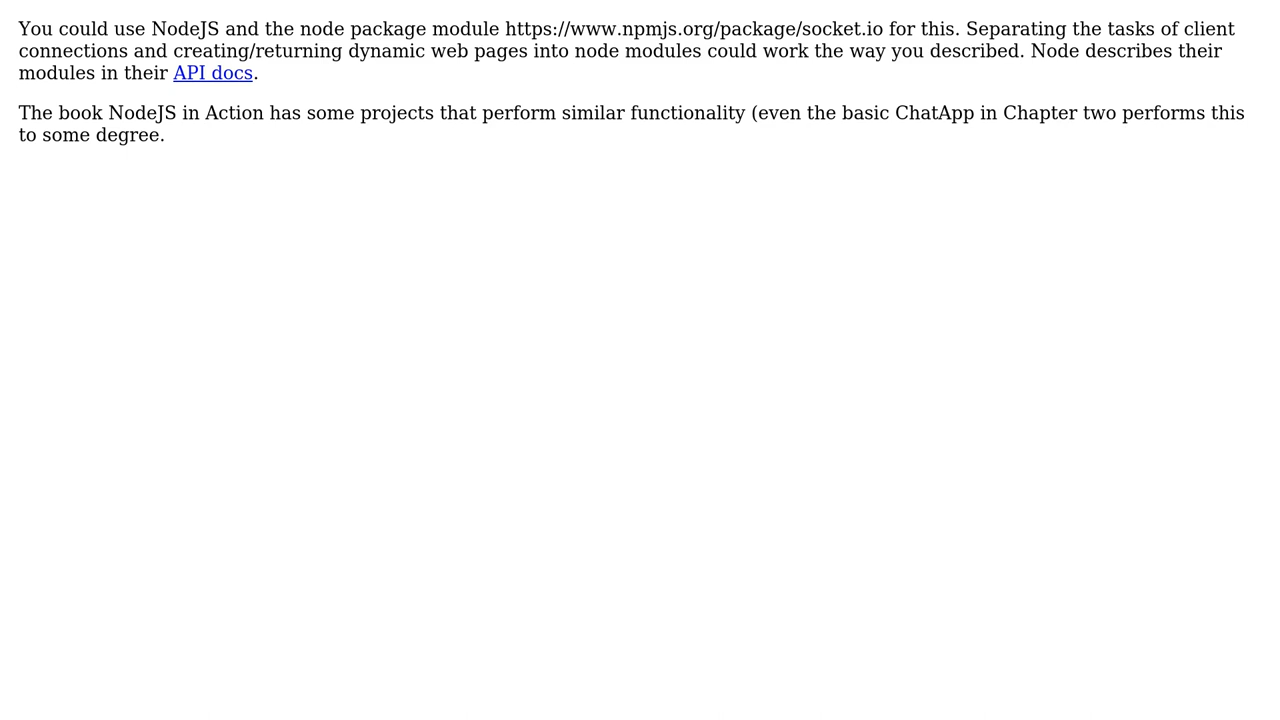 You could use NodeJS and the node package module https://www.npmjs.org/package/socket.io for this. Separating the tasks of client
connections and creating/returning dynamic web pages into node modules could work the way you described. Node describes their
modules in their API docs.
The book NodeJS in Action has some projects that perform similar functionality (even the basic ChatApp in Chapter two performs this
to some degree.